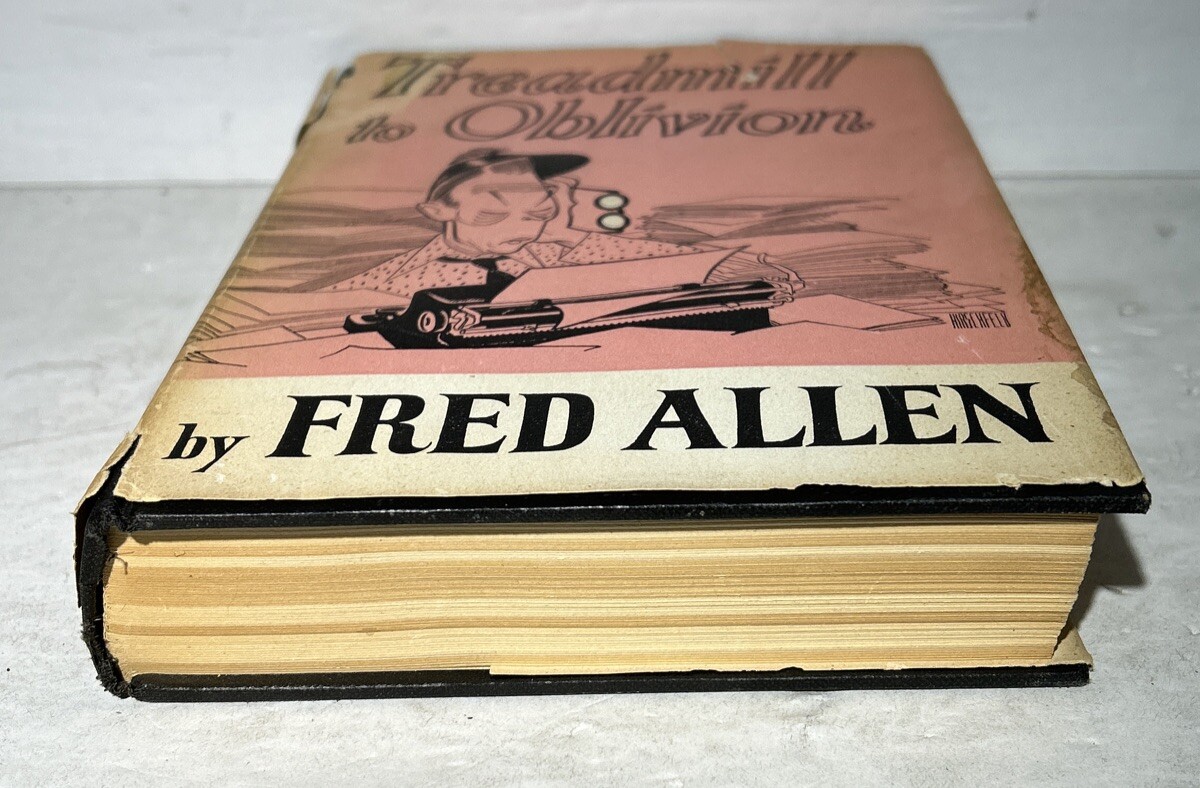 Treadmill
to Oblivion
HIRSCHFELD
by FRED ALLEN